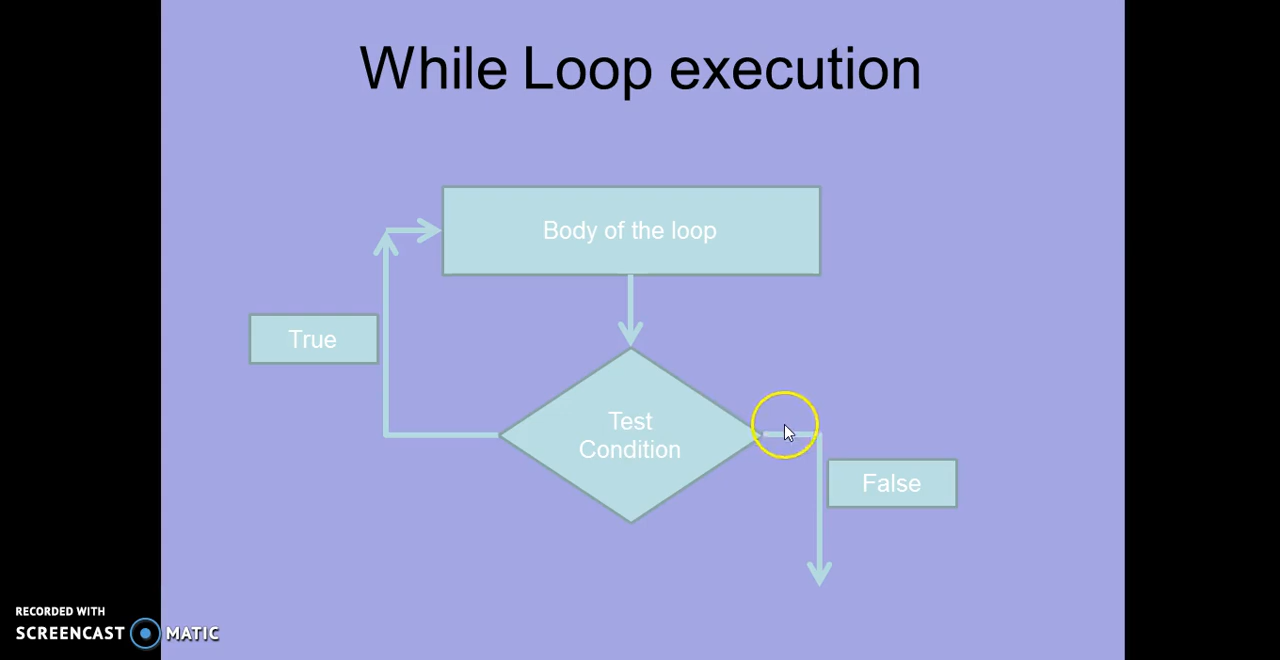 While Loop execution
Body of the loop
True
Test
Condition
False
RECORDED WITH
SCREENCAST MATIC